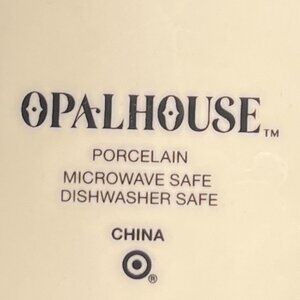 OPALHOUSE™
PORCELAIN
MICROWAVE SAFE
DISHWASHER SAFE
CHINA
®